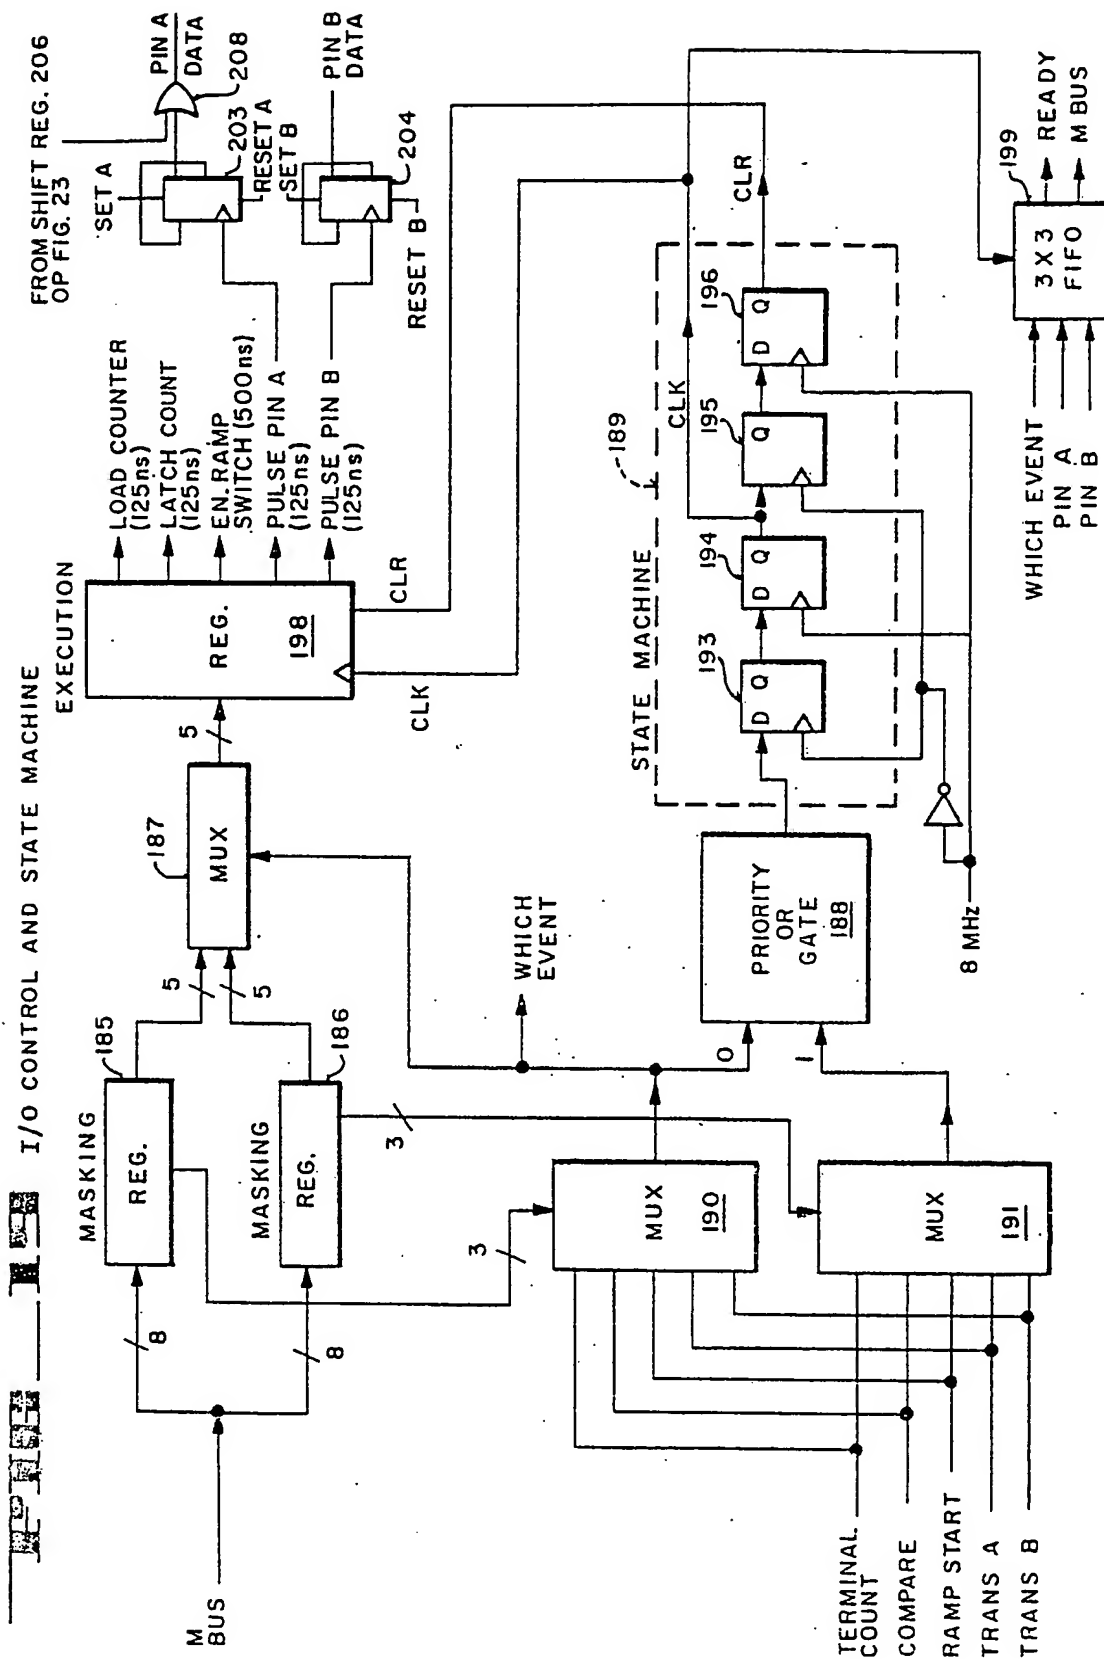 I/O CONTROL AND STATE MACHINE
M
BUS
8
8
MASKING
REG.
185
MASKING
REG.
186
5
5
3
3
187
MUX
5
EXECUTION
REG.
198
CLK
CLR
LOAD COUNTER
(125ns)
LATCH COUNT
(125ns)
EN. RAMP
SWITCH (500ns)
PULSE PIN A
(125ns)
PULSE PIN B
(125ns)
FROM SHIFT REG. 206
OP FIG. 23
SET A
203
RESET A
SET B
204
RESET B
PIN A
DATA
208
PIN B
DATA
WHICH
EVENT
TERMINAL
COUNT
COMPARE
RAMP START
TRANS A
TRANS B
MUX
190
MUX
191
0
1
PRIORITY
OR
GATE
188
8 MHz
STATE MACHINE
189
193
D Q
194
D Q
195
Q
196
D Q
CLK
CLR
WHICH EVENT
PIN A
PIN B
3 X 3
FIFO
199
READY
M BUS